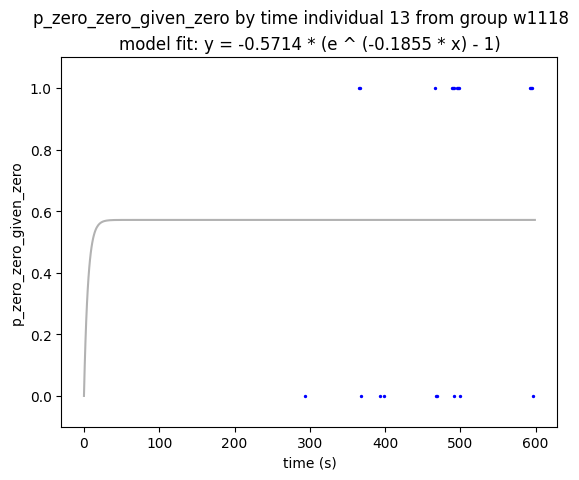 p_zero_zero_given_zero by time individual 13 from group w1118
model fit: y = -0.5714 * (e ^ (-0.1855 * x) - 1)
1.0
0.8
0.6
0.4
0.2
0.0
p_zero_zero_given_zero
0 100 200 300 400 500 600
time (s)